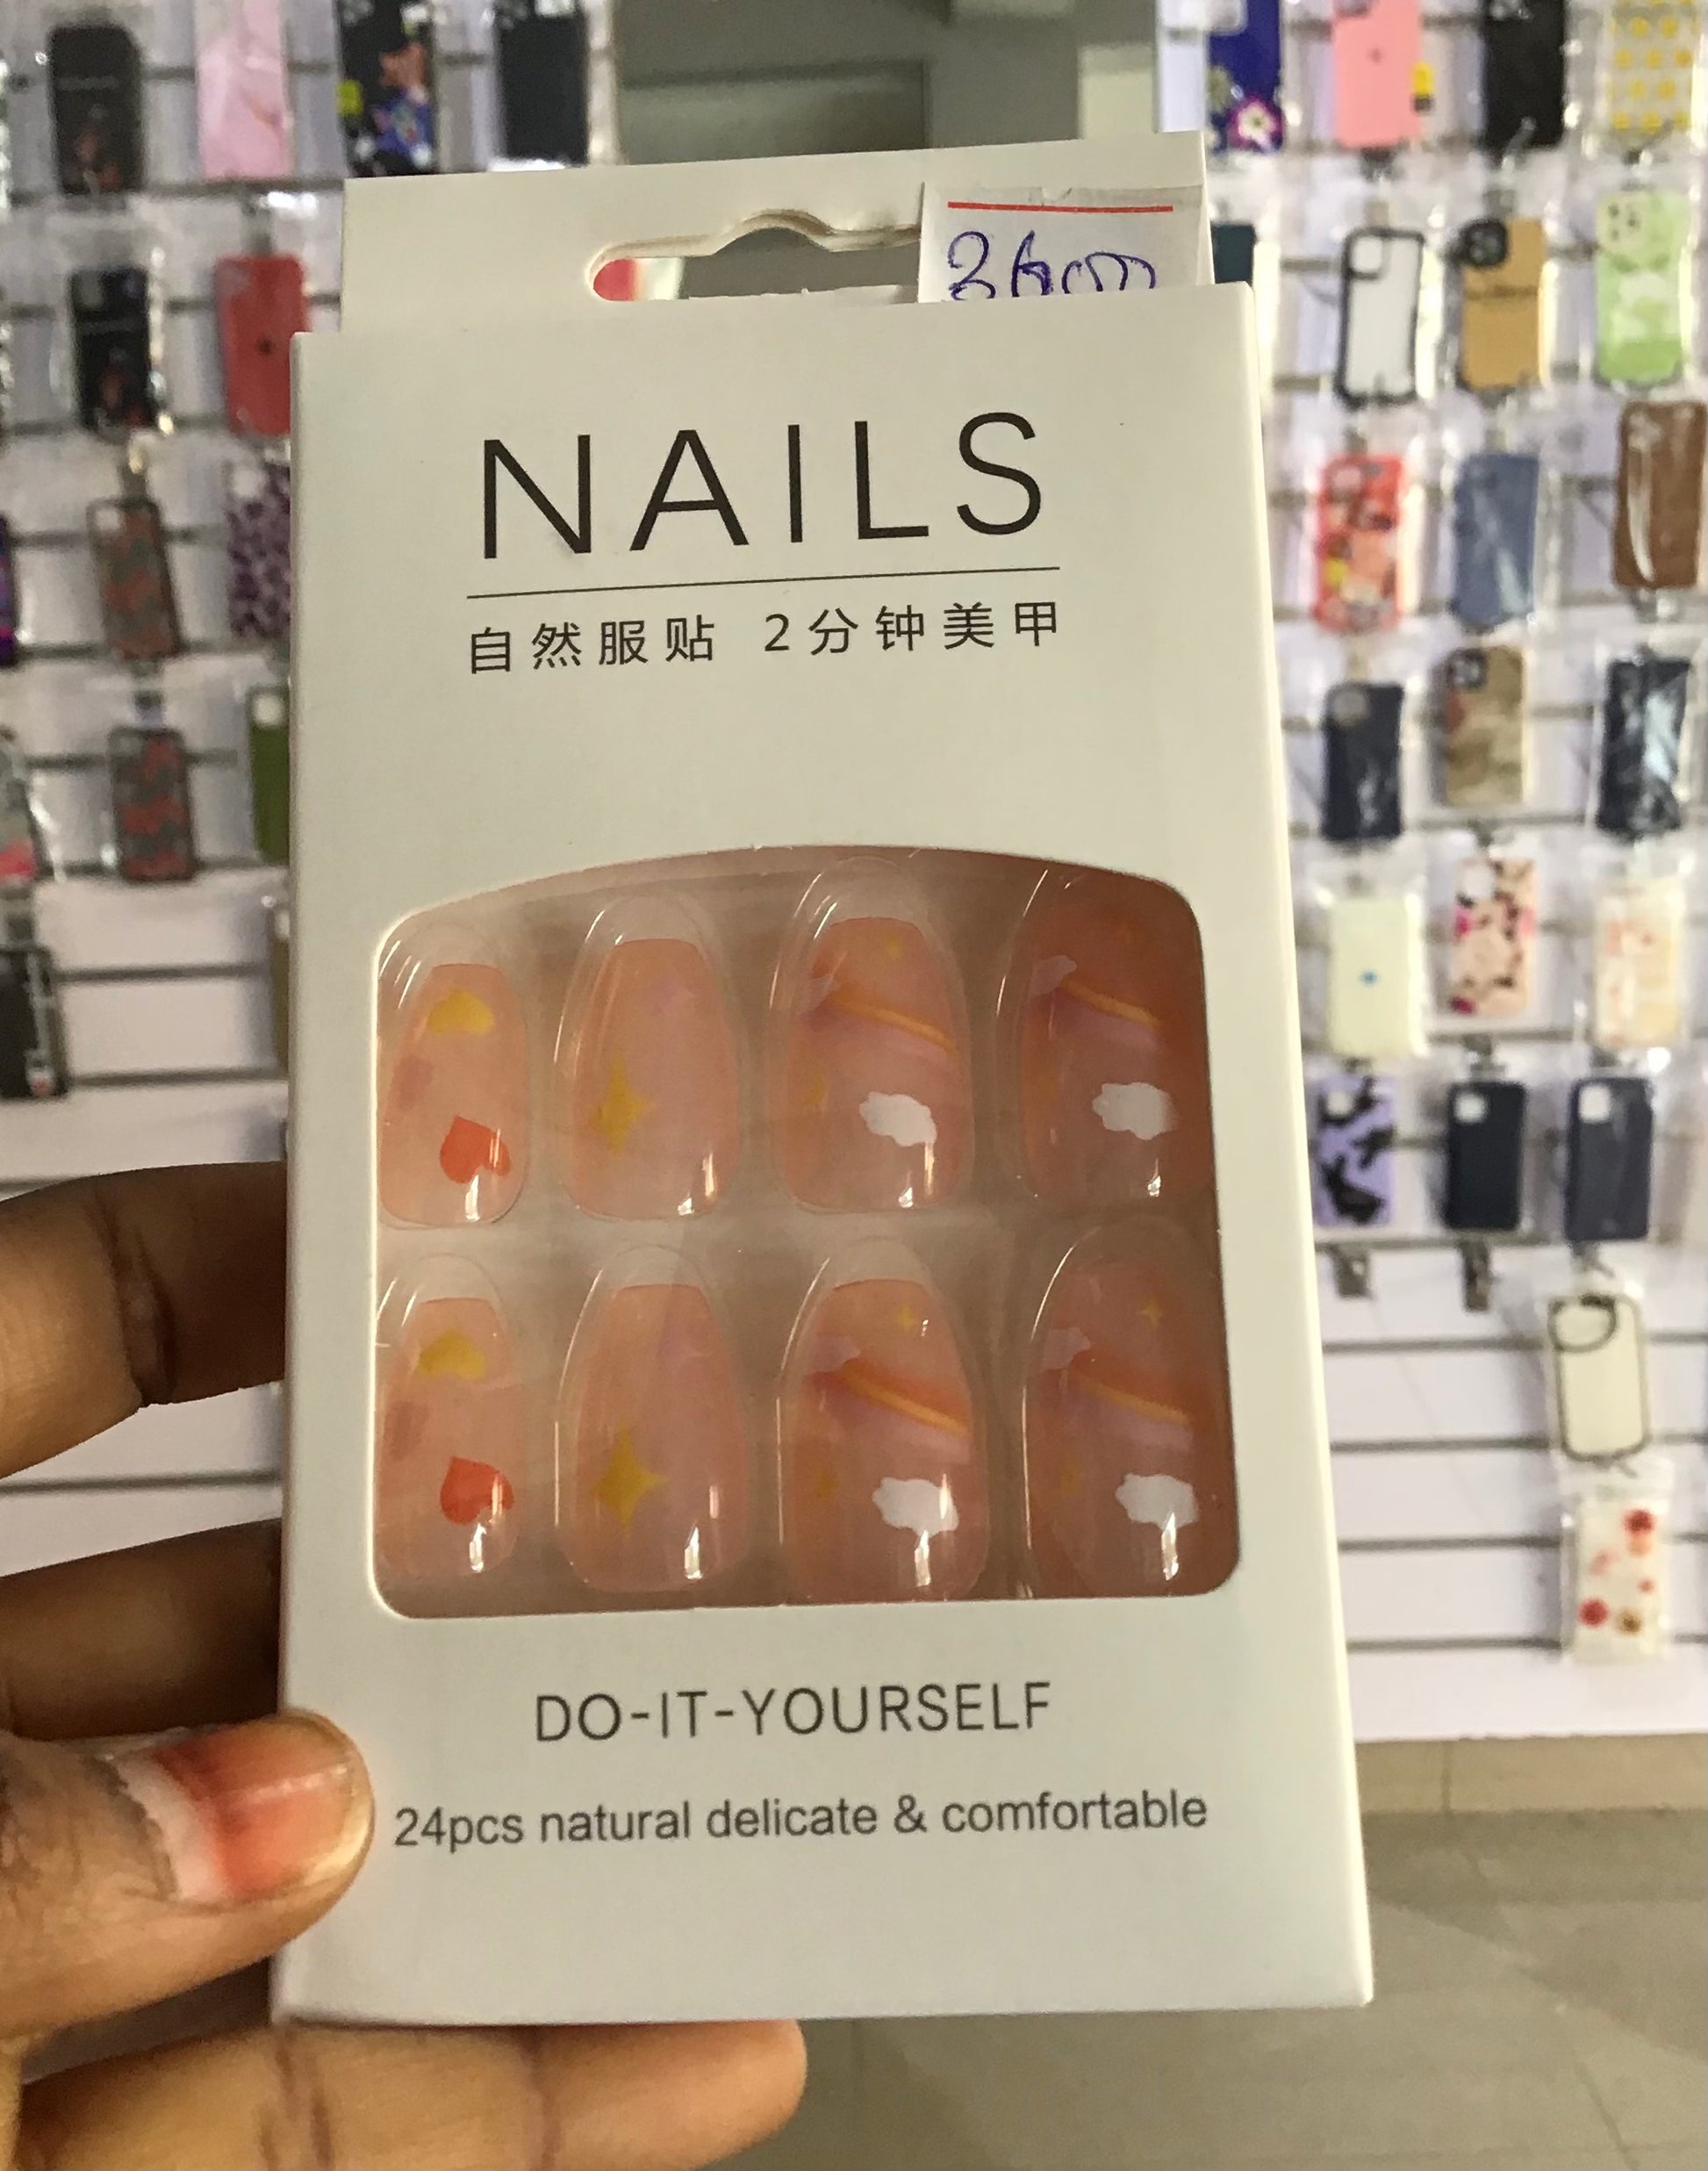 NAILS
自然服贴 2分钟美甲
DO-IT-YOURSELF
24pcs natural delicate & comfortable